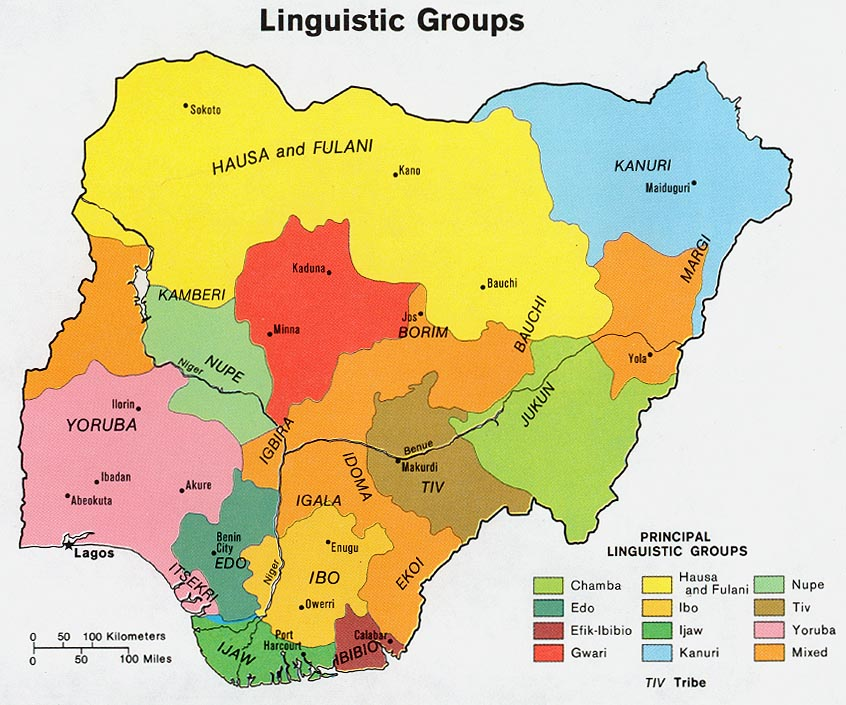 Linguistic Groups
Sokoto
HAUSA and FULANI
Kano
KANURI
Maiduguri
MARGI
Kaduna
Bauchi
KAMBERI
Jos
BORIM
BAUCHI
Minna
Yola
Niger
NUPE
Ilorin
YORUBA
JUKUN
IGBIRA
Benue
Makurdi
IDOMA
TIV
Ibadan
Abeokuta
Akure
IGALA
Lagos
Benin
City
EDO
Enugu
EKOI
ITSEKRI
Niger
IBO
Owerri
IJAW
Port
Harcourt
Calabar
IBIBIO
0 50 100 Kilometers
0 50 100 Miles
PRINCIPAL
LINGUISTIC GROUPS
Chamba
Edo
Efik-Ibibio
Gwari
Hausa
and Fulani
Ibo
Ijaw
Kanuri
Nupe
Tiv
Yoruba
Mixed
TIV Tribe